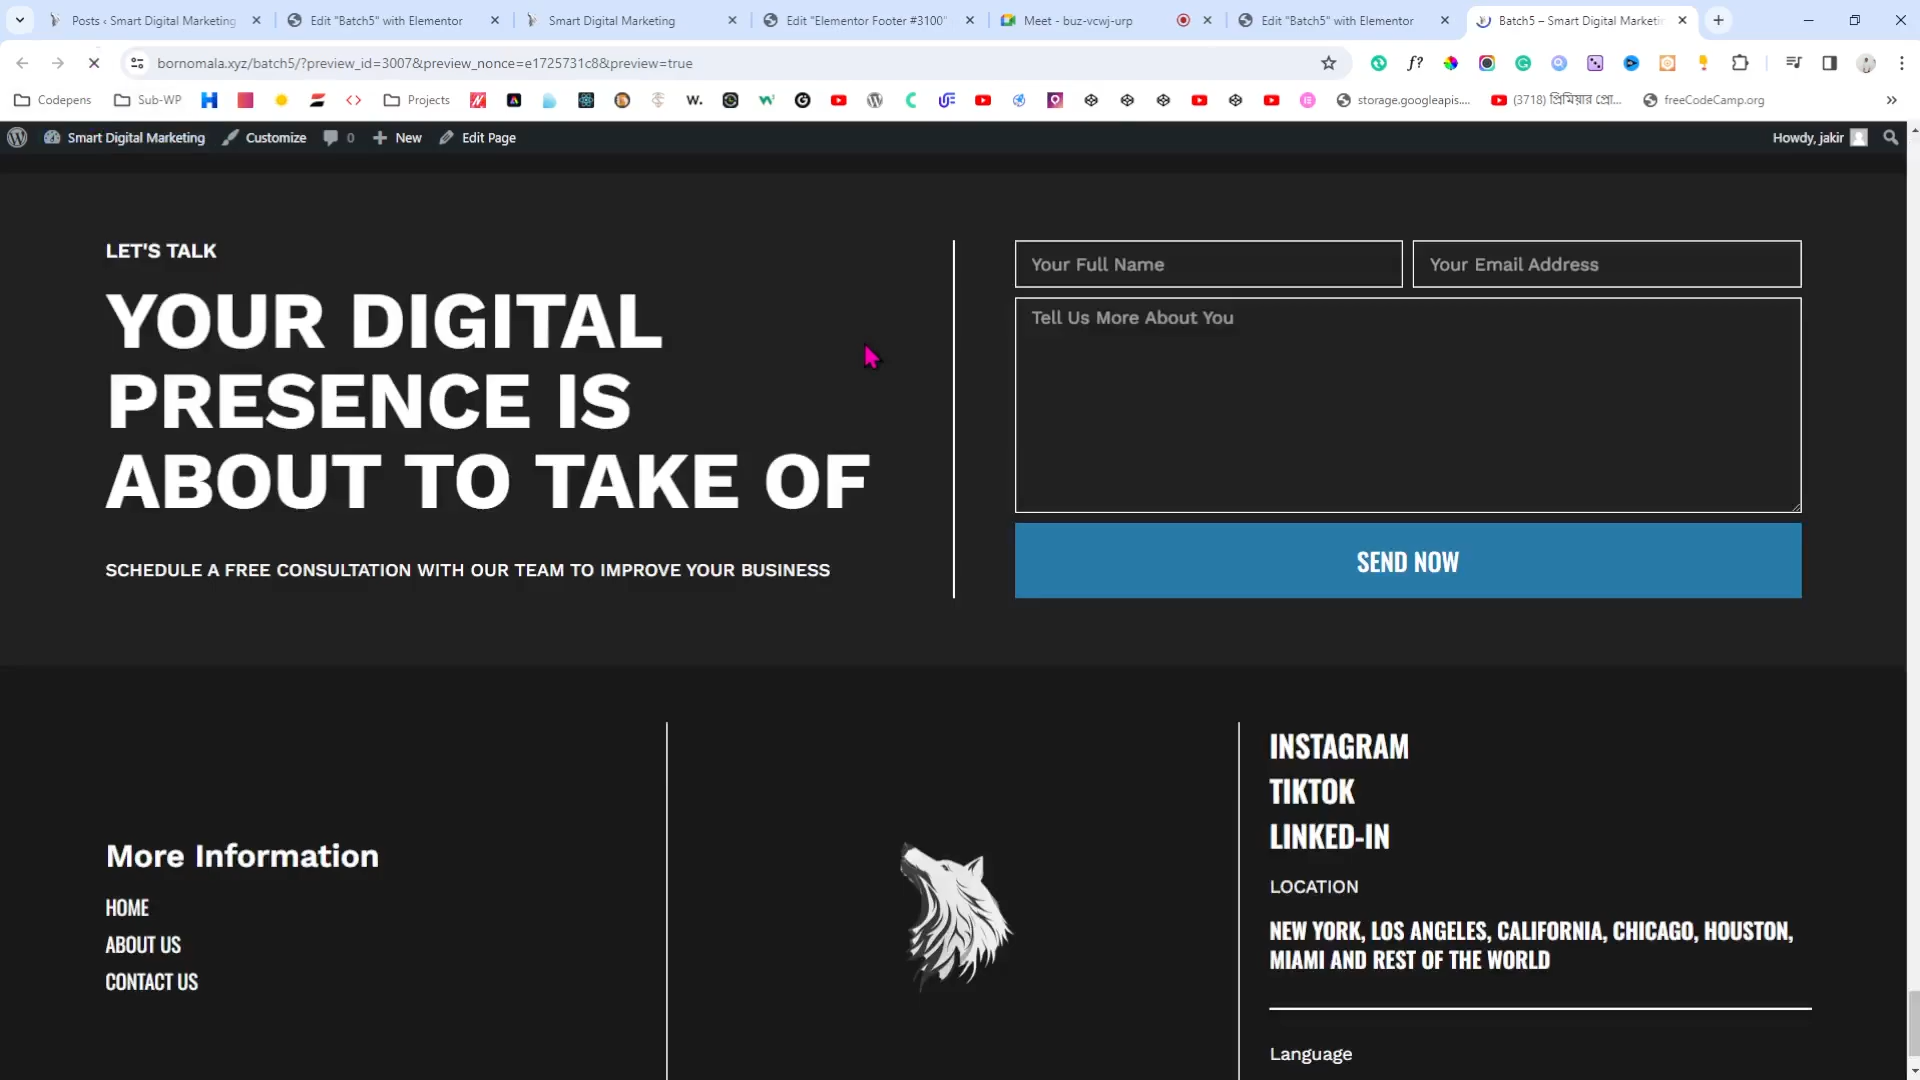 Posts ‹ Smart Digital Marketing
Edit "Batch5" with Elementor
Smart Digital Marketing
Edit "Elementor Footer #3100"
Meet - buz-vcwj-urp
Edit "Batch5" with Elementor
Batch5 – Smart Digital Marketin
bornomala.xyz/batch5/?preview_id=3007&preview_nonce=e1725731c8&preview=true
f?
Codepens
Sub-WP
Projects
w.
storage.googleapis....
(3718) প্রিমিয়ার প্রো...
freeCodeCamp.org
Smart Digital Marketing
Customize
0
New
Edit Page
Howdy, jakir
LET'S TALK
YOUR DIGITAL
PRESENCE IS
ABOUT TO TAKE OF
SCHEDULE A FREE CONSULTATION WITH OUR TEAM TO IMPROVE YOUR BUSINESS
Your Full Name
Your Email Address
Tell Us More About You
SEND NOW
More Information
HOME
ABOUT US
CONTACT US
INSTAGRAM
TIKTOK
LINKED-IN
LOCATION
NEW YORK, LOS ANGELES, CALIFORNIA, CHICAGO, HOUSTON,
MIAMI AND REST OF THE WORLD
Language